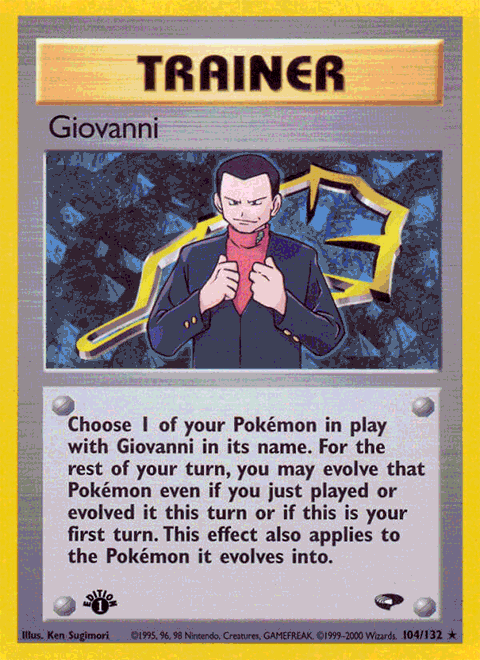 TRAINER
Giovanni
Choose 1 of your Pokémon in play
with Giovanni in its name. For the
rest of your turn, you may evolve that
Pokémon even if you just played or
evolved it this turn or if this is your
first turn. This effect also applies to
the Pokémon it evolves into.
EDITION
1
Illus. Ken Sugimori ©1995, 96, 98 Nintendo, Creatures, GAMEFREAK. ©1999-2000 Wizards. 104/132 ★